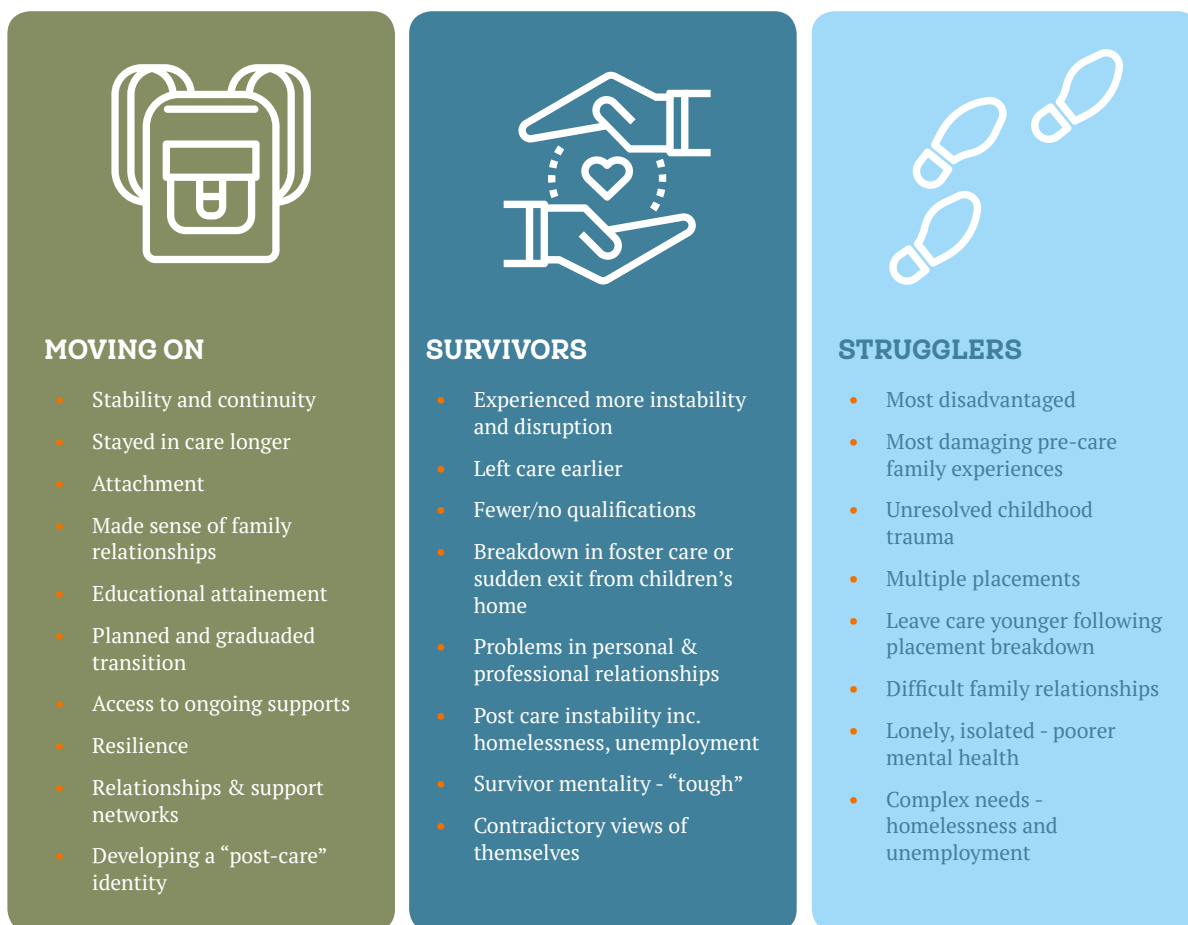 MOVING ON
• Stability and continuity
• Stayed in care longer
• Attachment
• Made sense of family
relationships
• Educational attainement
• Planned and graduaded
transition
• Access to ongoing supports
• Resilience
• Relationships & support
networks
• Developing a “post-care”
identity
SURVIVORS
• Experienced more instability
and disruption
• Left care earlier
• Fewer/no qualifications
• Breakdown in foster care or
sudden exit from children’s
home
• Problems in personal &
professional relationships
• Post care instability inc.
homelessness, unemployment
• Survivor mentality - “tough”
• Contradictory views of
themselves
STRUGGLERS
• Most disadvantaged
• Most damaging pre-care
family experiences
• Unresolved childhood
trauma
• Multiple placements
• Leave care younger following
placement breakdown
• Difficult family relationships
• Lonely, isolated - poorer
mental health
• Complex needs -
homelessness and
unemployment